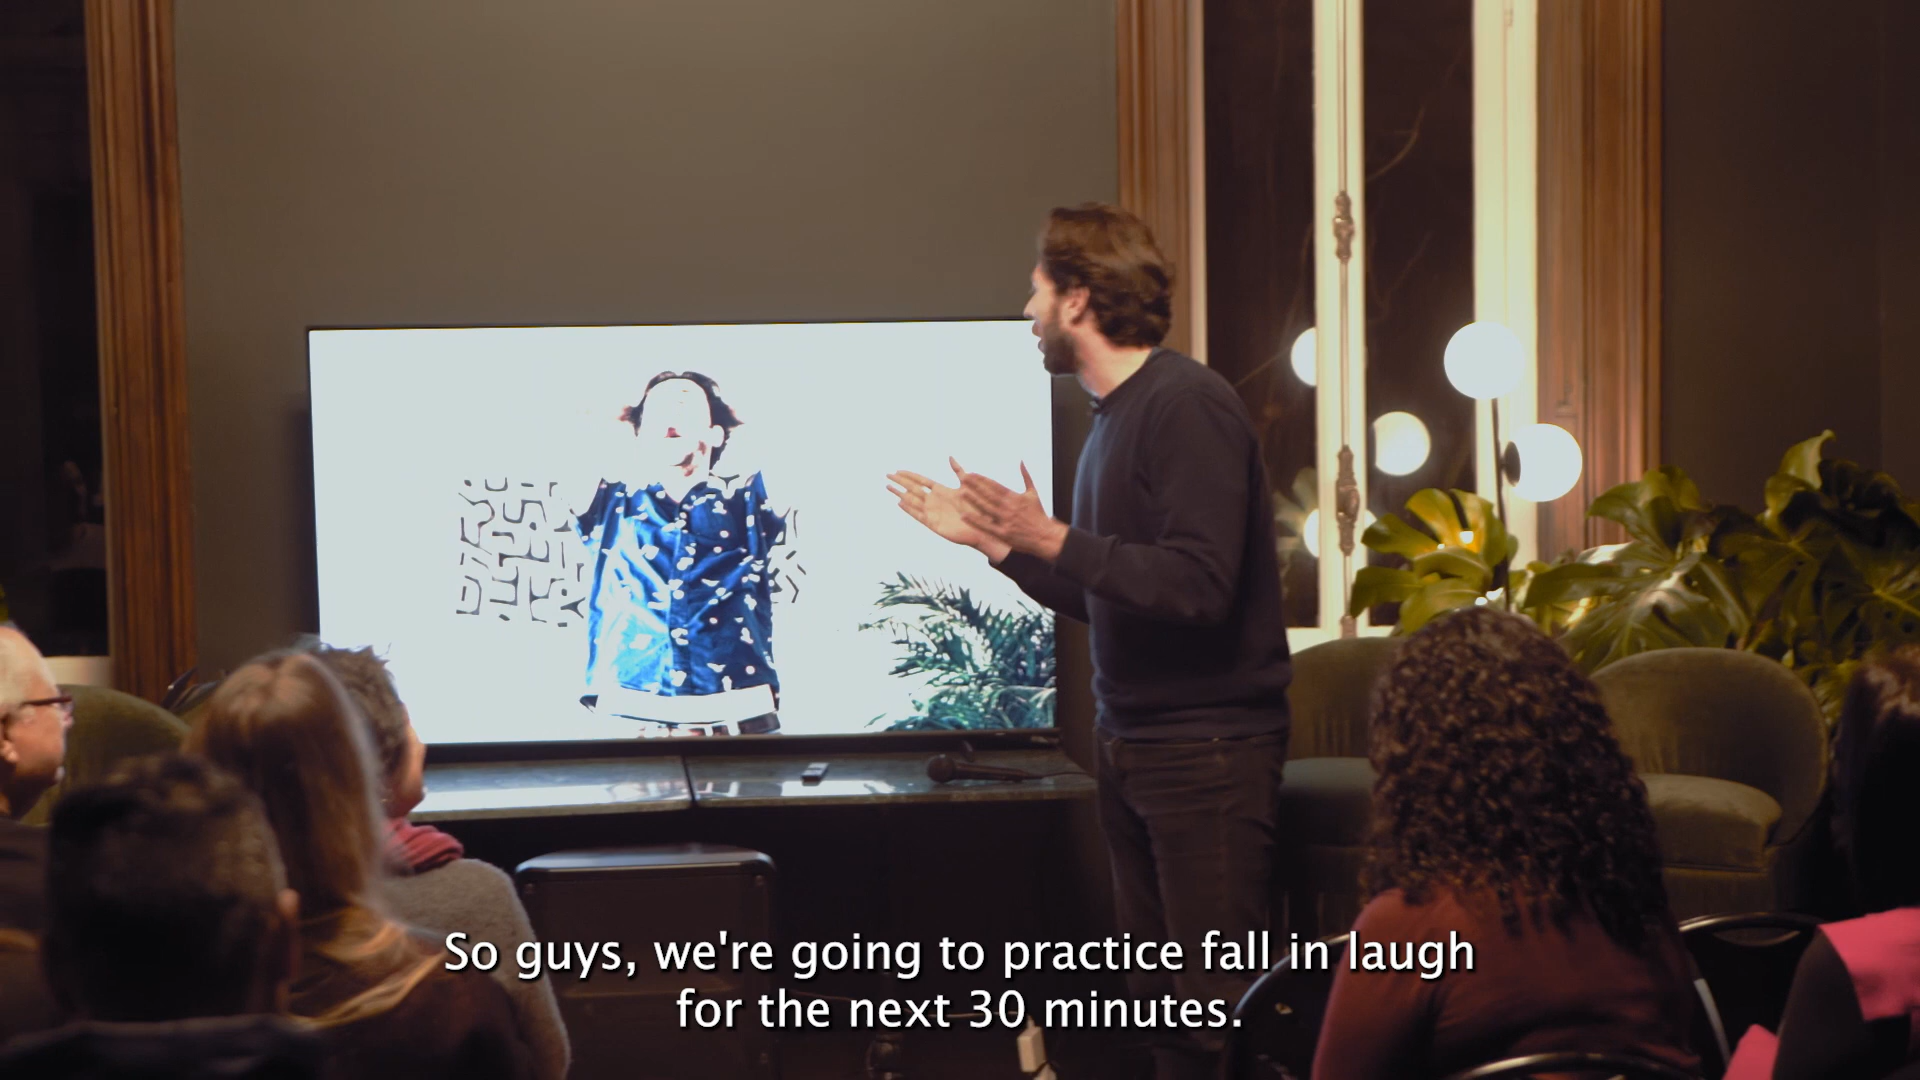 So guys, we're going to practice fall in laugh
for the next 30 minutes.